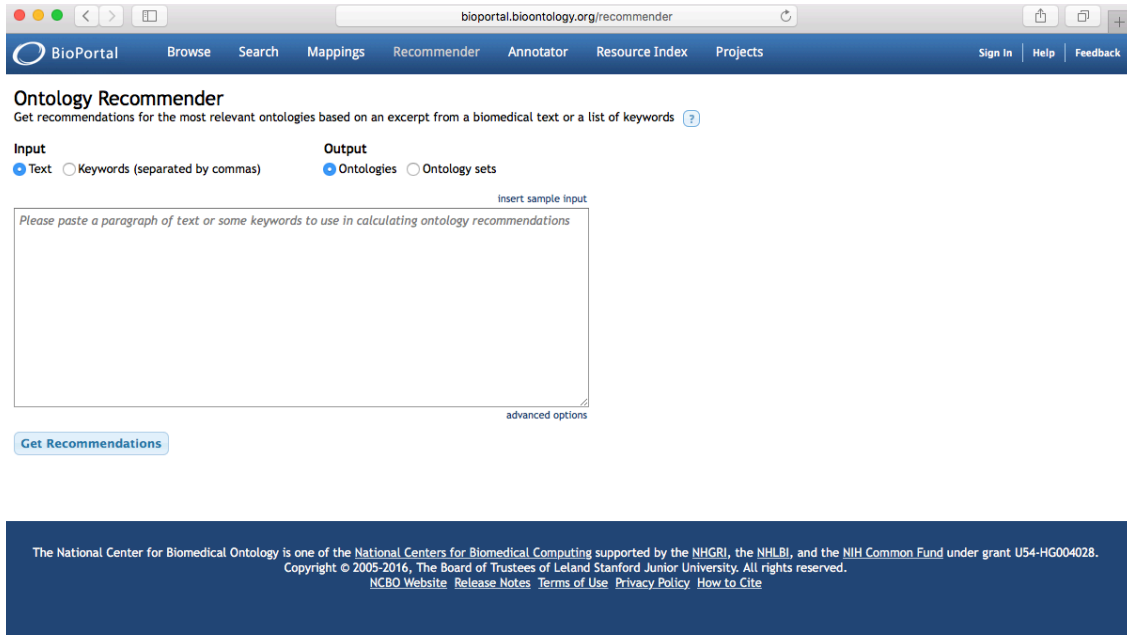 bioportal.bioontology.org/recommender
BioPortal Browse Search Mappings Recommender Annotator Resource Index Projects Sign In Help Feedback
Ontology Recommender
Get recommendations for the most relevant ontologies based on an excerpt from a biomedical text or a list of keywords ?
Input Output
Text Keywords (separated by commas) Ontologies Ontology sets
insert sample input
Please paste a paragraph of text or some keywords to use in calculating ontology recommendations
advanced options
Get Recommendations
The National Center for Biomedical Ontology is one of the National Centers for Biomedical Computing supported by the NHGRI, the NHLBI, and the NIH Common Fund under grant U54-HG004028.
Copyright © 2005-2016, The Board of Trustees of Leland Stanford Junior University. All rights reserved.
NCBO Website Release Notes Terms of Use Privacy Policy How to Cite